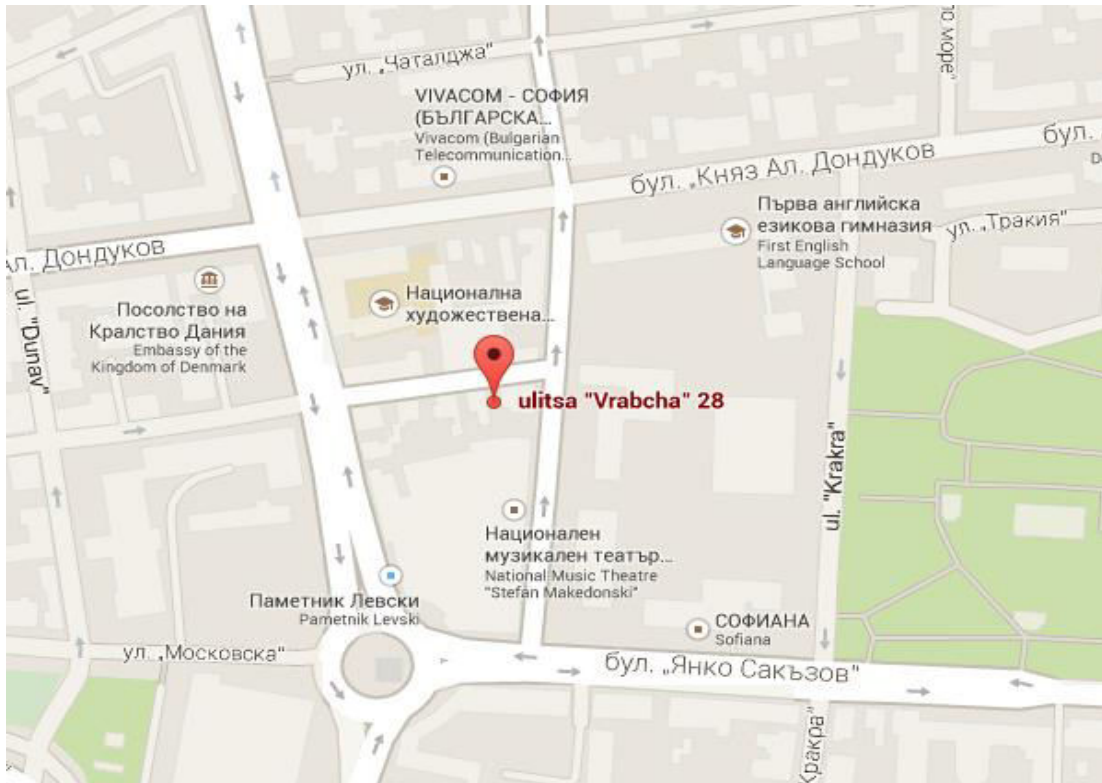 ул. „Чаталджа"
VIVACOM - СОФИЯ
(БЪЛГАРСКА...
Vivacom (Bulgarian
Telecommunication...
бул. „Княз Ал. Дондуков
бул.
море"
Първа английска
езикова гимназия
First English
Language School
ул. „Тракия"
Ал. Дондуков
ul. "Dunav"
Посолство на
Кралство Дания
Embassy of the
Kingdom of Denmark
Национална
художествена...
ulitsa "Vrabcha" 28
ul. "Krakra"
Национален
музикален театър...
National Music Theatre
"Stefan Makedonski"
Паметник Левски
Pametnik Levski
СОФИАНА
Sofiana
ул. „Московска"
бул. „Янко Сакъзов"
Кракра"